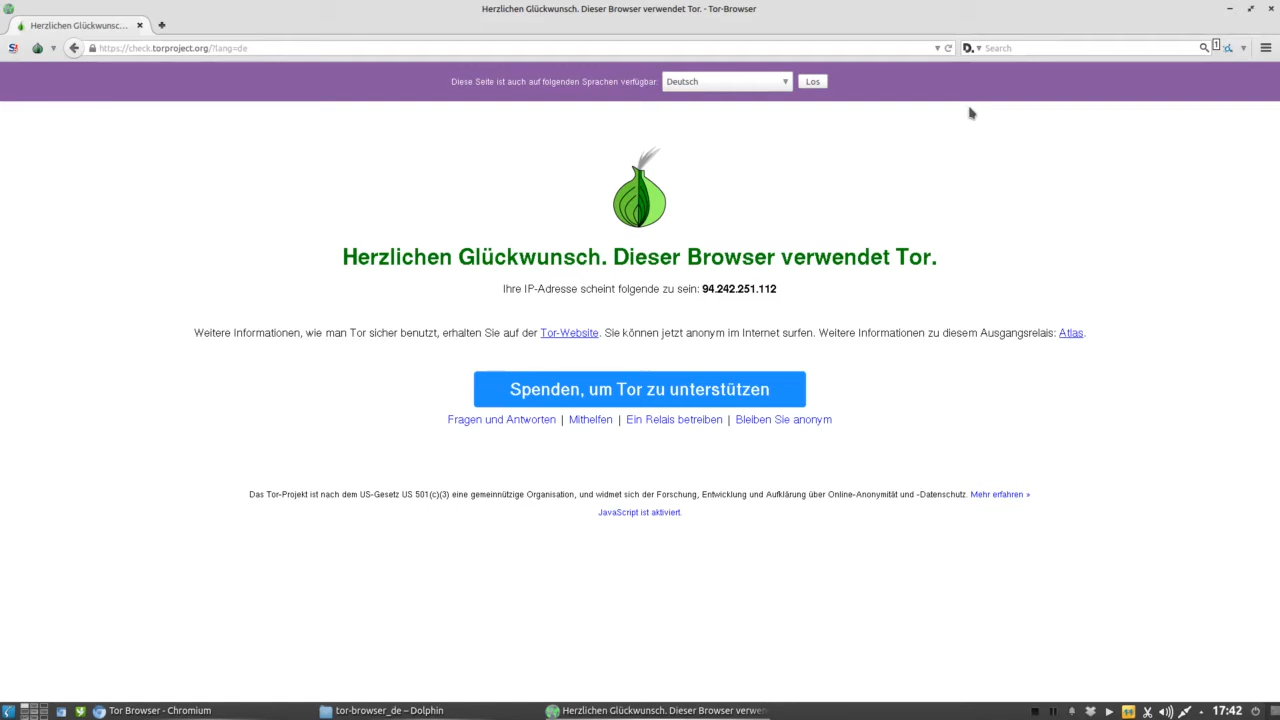 Herzlichen Glückwunsch. Dieser Browser verwendet Tor. - Tor-Browser
Herzlichen Glückwunsc...
https://check.torproject.org/?lang=de
Search
1
Diese Seite ist auch auf folgenden Sprachen verfügbar:
Deutsch
Los
Herzlichen Glückwunsch. Dieser Browser verwendet Tor.
Ihre IP-Adresse scheint folgende zu sein: 94.242.251.112
Weitere Informationen, wie man Tor sicher benutzt, erhalten Sie auf der Tor-Website. Sie können jetzt anonym im Internet surfen. Weitere Informationen zu diesem Ausgangsrelais: Atlas.
Spenden, um Tor zu unterstützen
Fragen und Antworten | Mithelfen | Ein Relais betreiben | Bleiben Sie anonym
Das Tor-Projekt ist nach dem US-Gesetz US 501(c)(3) eine gemeinnützige Organisation, und widmet sich der Forschung, Entwicklung und Aufklärung über Online-Anonymität und -Datenschutz. Mehr erfahren »
JavaScript ist aktiviert.
Tor Browser - Chromium
tor-browser_de – Dolphin
Herzlichen Glückwunsch. Dieser Browser verwen
17:42